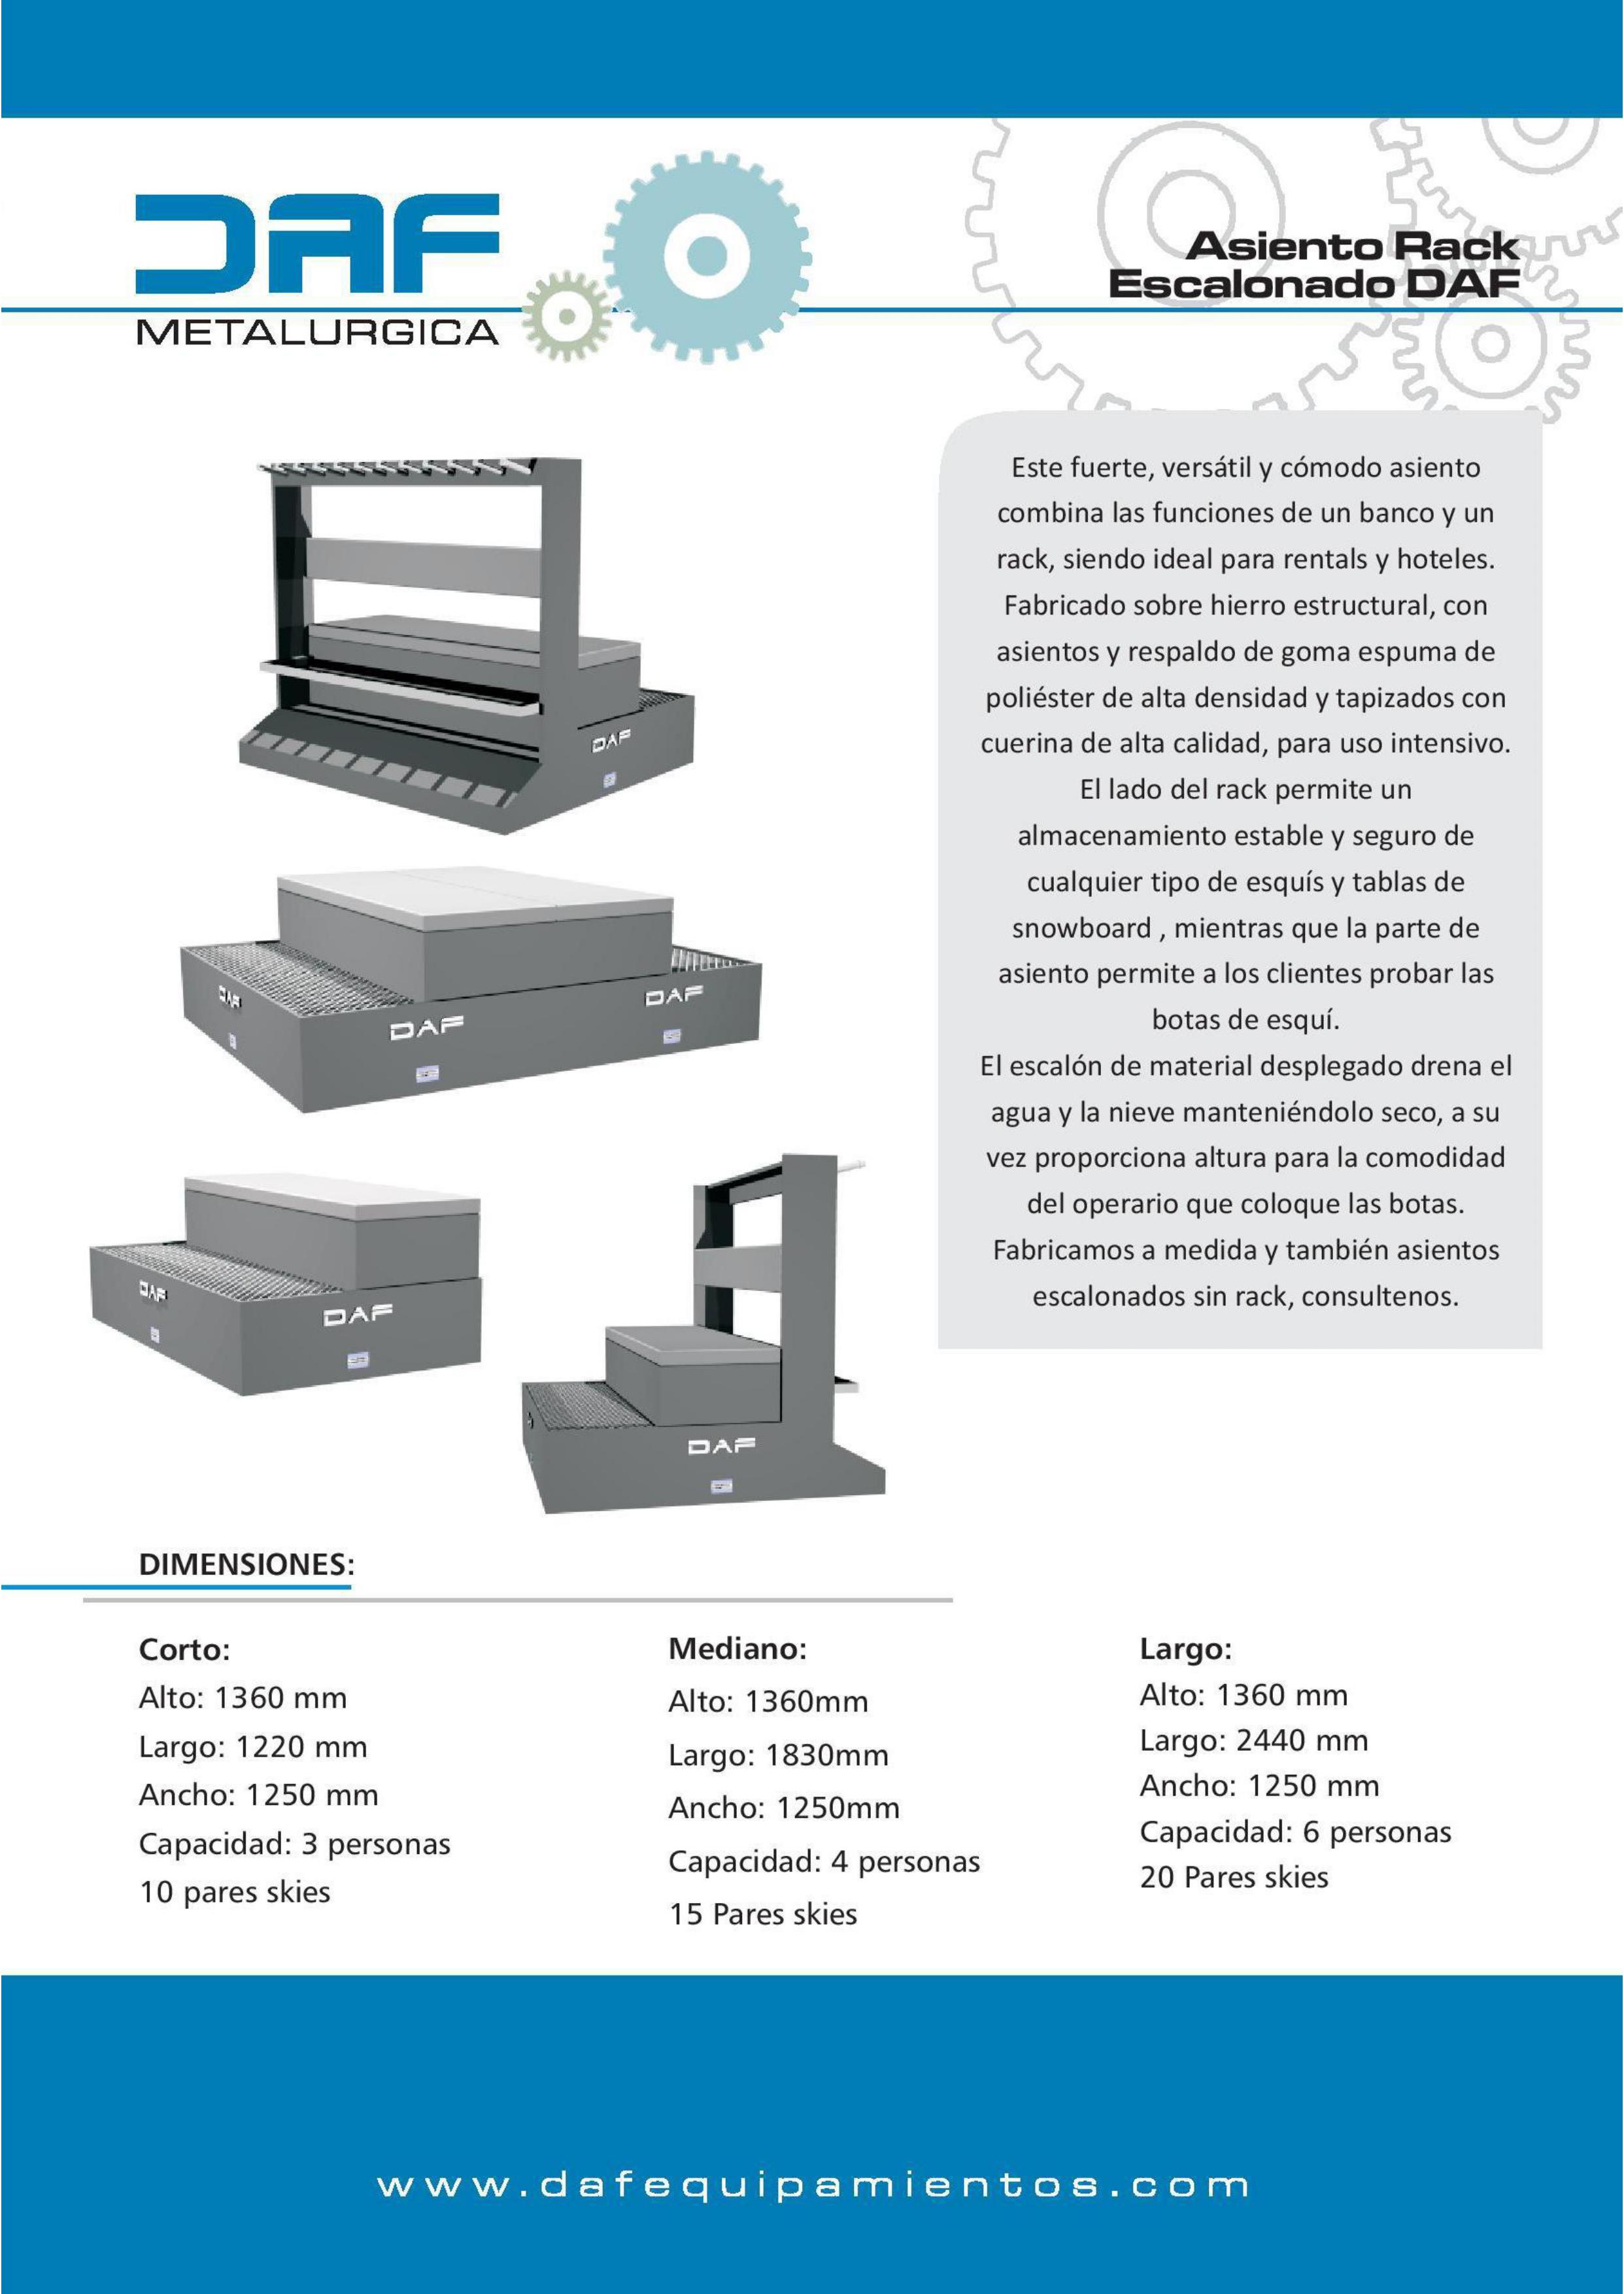 DAF
METALURGICA
Asiento Rack
Escalonado DAF
Este fuerte, versátil y cómodo asiento
combina las funciones de un banco y un
rack, siendo ideal para rentals y hoteles.
Fabricado sobre hierro estructural, con
asientos y respaldo de goma espuma de
poliéster de alta densidad y tapizados con
cuerina de alta calidad, para uso intensivo.
El lado del rack permite un
almacenamiento estable y seguro de
cualquier tipo de esquís y tablas de
snowboard , mientras que la parte de
asiento permite a los clientes probar las
botas de esquí.
El escalón de material desplegado drena el
agua y la nieve manteniéndolo seco, a su
vez proporciona altura para la comodidad
del operario que coloque las botas.
Fabricamos a medida y también asientos
escalonados sin rack, consultenos.
DAF
DAF
DAF
DAF
DAF
DAF
DAF
DIMENSIONES:
Corto:
Alto: 1360 mm
Largo: 1220 mm
Ancho: 1250 mm
Capacidad: 3 personas
10 pares skies
Mediano:
Alto: 1360mm
Largo: 1830mm
Ancho: 1250mm
Capacidad: 4 personas
15 Pares skies
Largo:
Alto: 1360 mm
Largo: 2440 mm
Ancho: 1250 mm
Capacidad: 6 personas
20 Pares skies
www.dafequipamientos.com